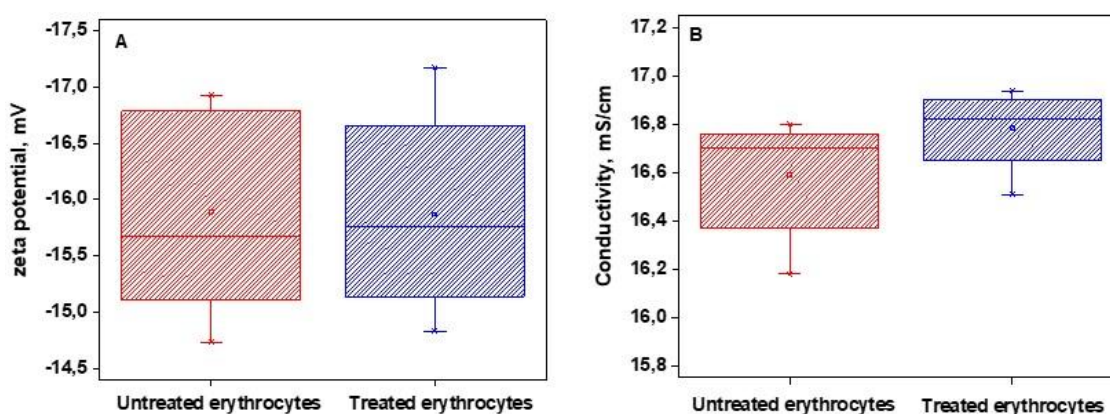 A
zeta potential, mV
-17,5
-17,0
-16,5
-16,0
-15,5
-15,0
-14,5
Untreated erythrocytes
Treated erythrocytes
B
Conductivity, mS/cm
17,2
17,0
16,8
16,6
16,4
16,2
16,0
15,8
Untreated erythrocytes
Treated erythrocytes